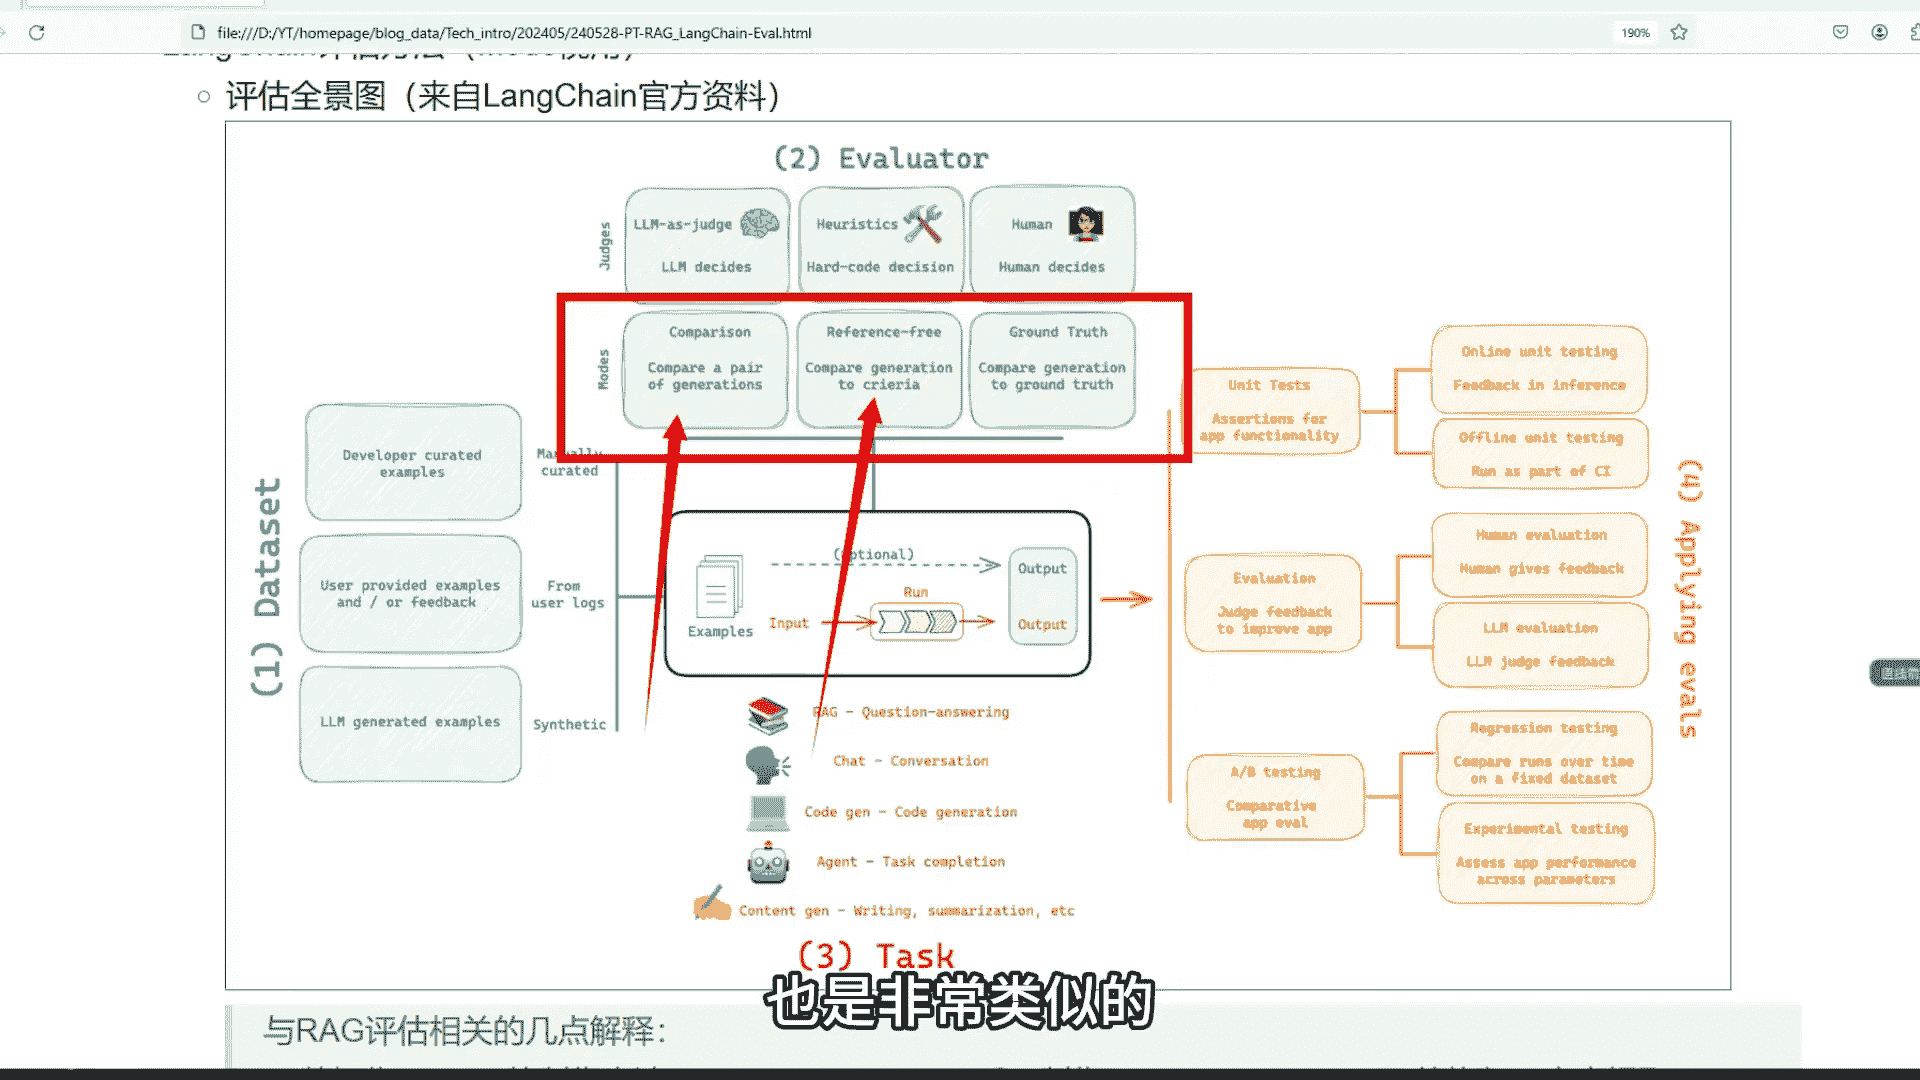 file:///D:/YT/homepage/blog_data/Tech_intro/202405/240528-PT-RAG_LangChain-Eval.html
190%
评估全景图（来自LangChain官方资料）
(2) Evaluator
Judges
LLM-as-judge
LLM decides
Heuristics
Hard-code decision
Human
Human decides
Modes
Comparison
Compare a pair
of generations
Reference-free
Compare generation
to crieria
Ground Truth
Compare generation
to ground truth
(1) Dataset
Developer curated
examples
Manually
curated
User provided examples
and / or feedback
From
user logs
LLM generated examples
Synthetic
Examples
(optional)
Output
Run
Input
Output
RAG - Question-answering
Chat - Conversation
Code gen - Code generation
Agent - Task completion
Content gen - Writing, summarization, etc
(3) Task
Unit Tests
Assertions for
app functionality
Online unit testing
Feedback in inference
Offline unit testing
Run as part of CI
Evaluation
Judge feedback
to improve app
Human evaluation
Human gives feedback
LLM evaluation
LLM judge feedback
A/B testing
Comparative
app eval
Regression testing
Compare runs over time
on a fixed dataset
Experimental testing
Assess app performance
across parameters
(4) Applying evals
也是非常类似的
与RAG评估相关的几点解释：